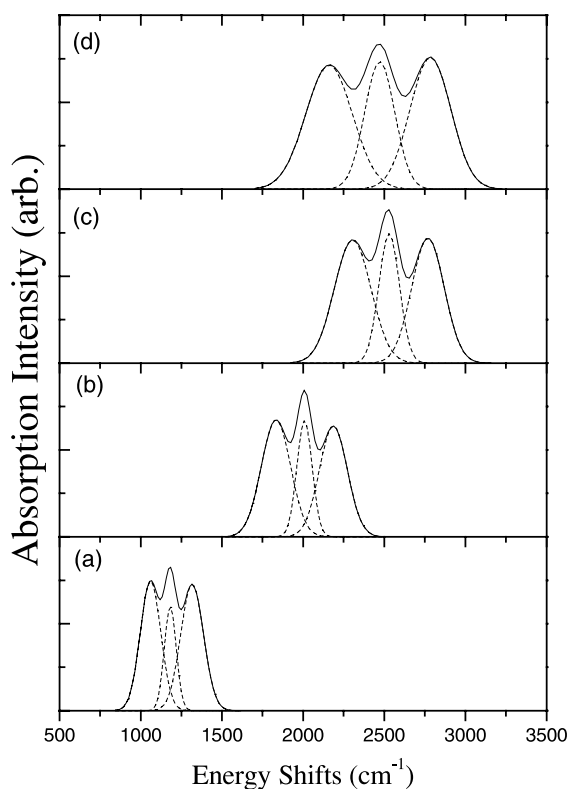 (d)
(c)
(b)
(a)
Absorption Intensity (arb.)
500 1000 1500 2000 2500 3000 3500
Energy Shifts (cm⁻¹)